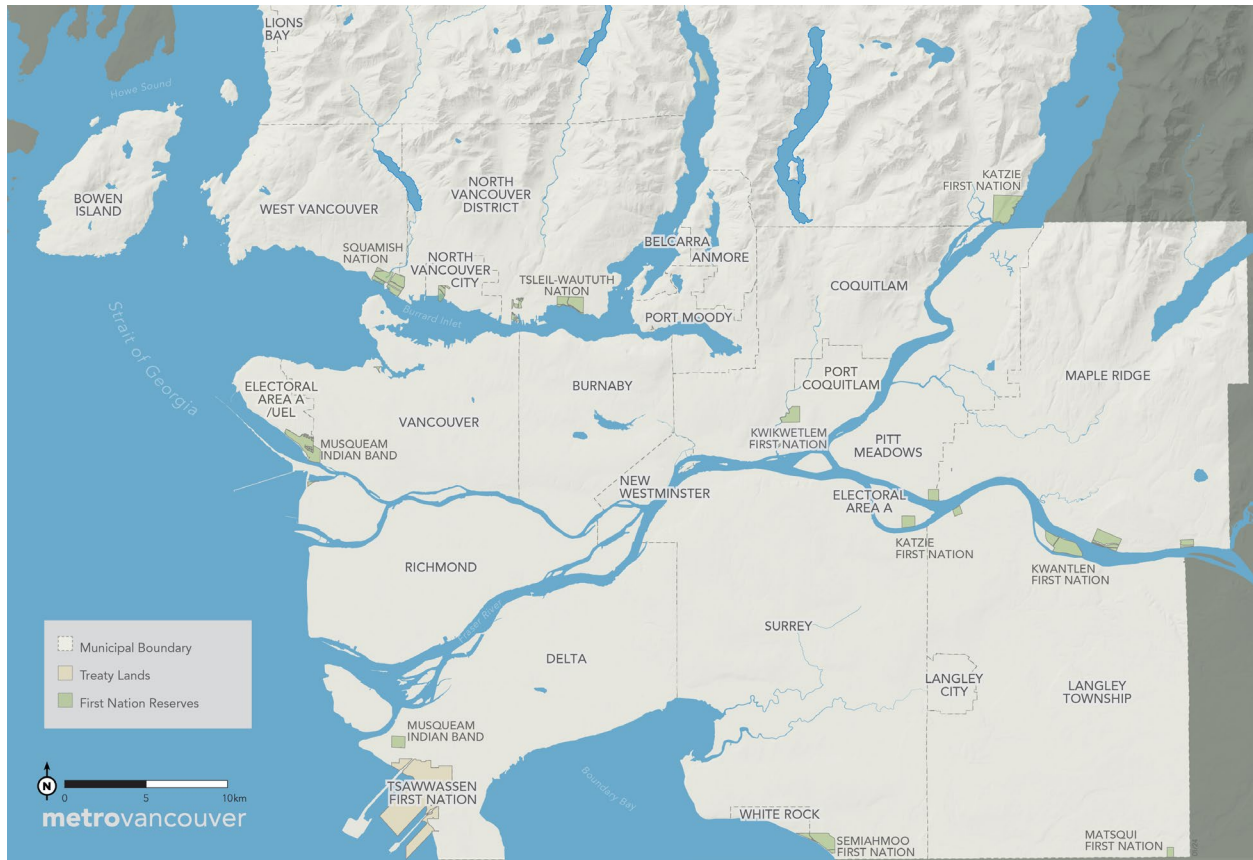 LIONS
BAY
Howe Sound
KATZIE
FIRST NATION
BOWEN
ISLAND
WEST VANCOUVER
NORTH
VANCOUVER
DISTRICT
SQUAMISH
NATION
NORTH
VANCOUVER
CITY
BELCARRA
ANMORE
TSLEIL-WAUTUTH
NATION
COQUITLAM
Burrard Inlet
PORT MOODY
Strait of Georgia
ELECTORAL
AREA A
/UEL
VANCOUVER
BURNABY
PORT
COQUITLAM
MAPLE RIDGE
MUSQUEAM
INDIAN BAND
KWIKWETLEM
FIRST NATION
PITT
MEADOWS
NEW
WESTMINSTER
ELECTORAL
AREA A
KATZIE
FIRST NATION
RICHMOND
KWANTLEN
FIRST NATION
Fraser River
SURREY
DELTA
LANGLEY
CITY
LANGLEY
TOWNSHIP
Municipal Boundary
Treaty Lands
First Nation Reserves
MUSQUEAM
INDIAN BAND
TSAWWASSEN
FIRST NATION
Boundary Bay
N
0 5 10km
metrovancouver
WHITE ROCK
SEMIAHMOO
FIRST NATION
MATSQUI
FIRST NATION